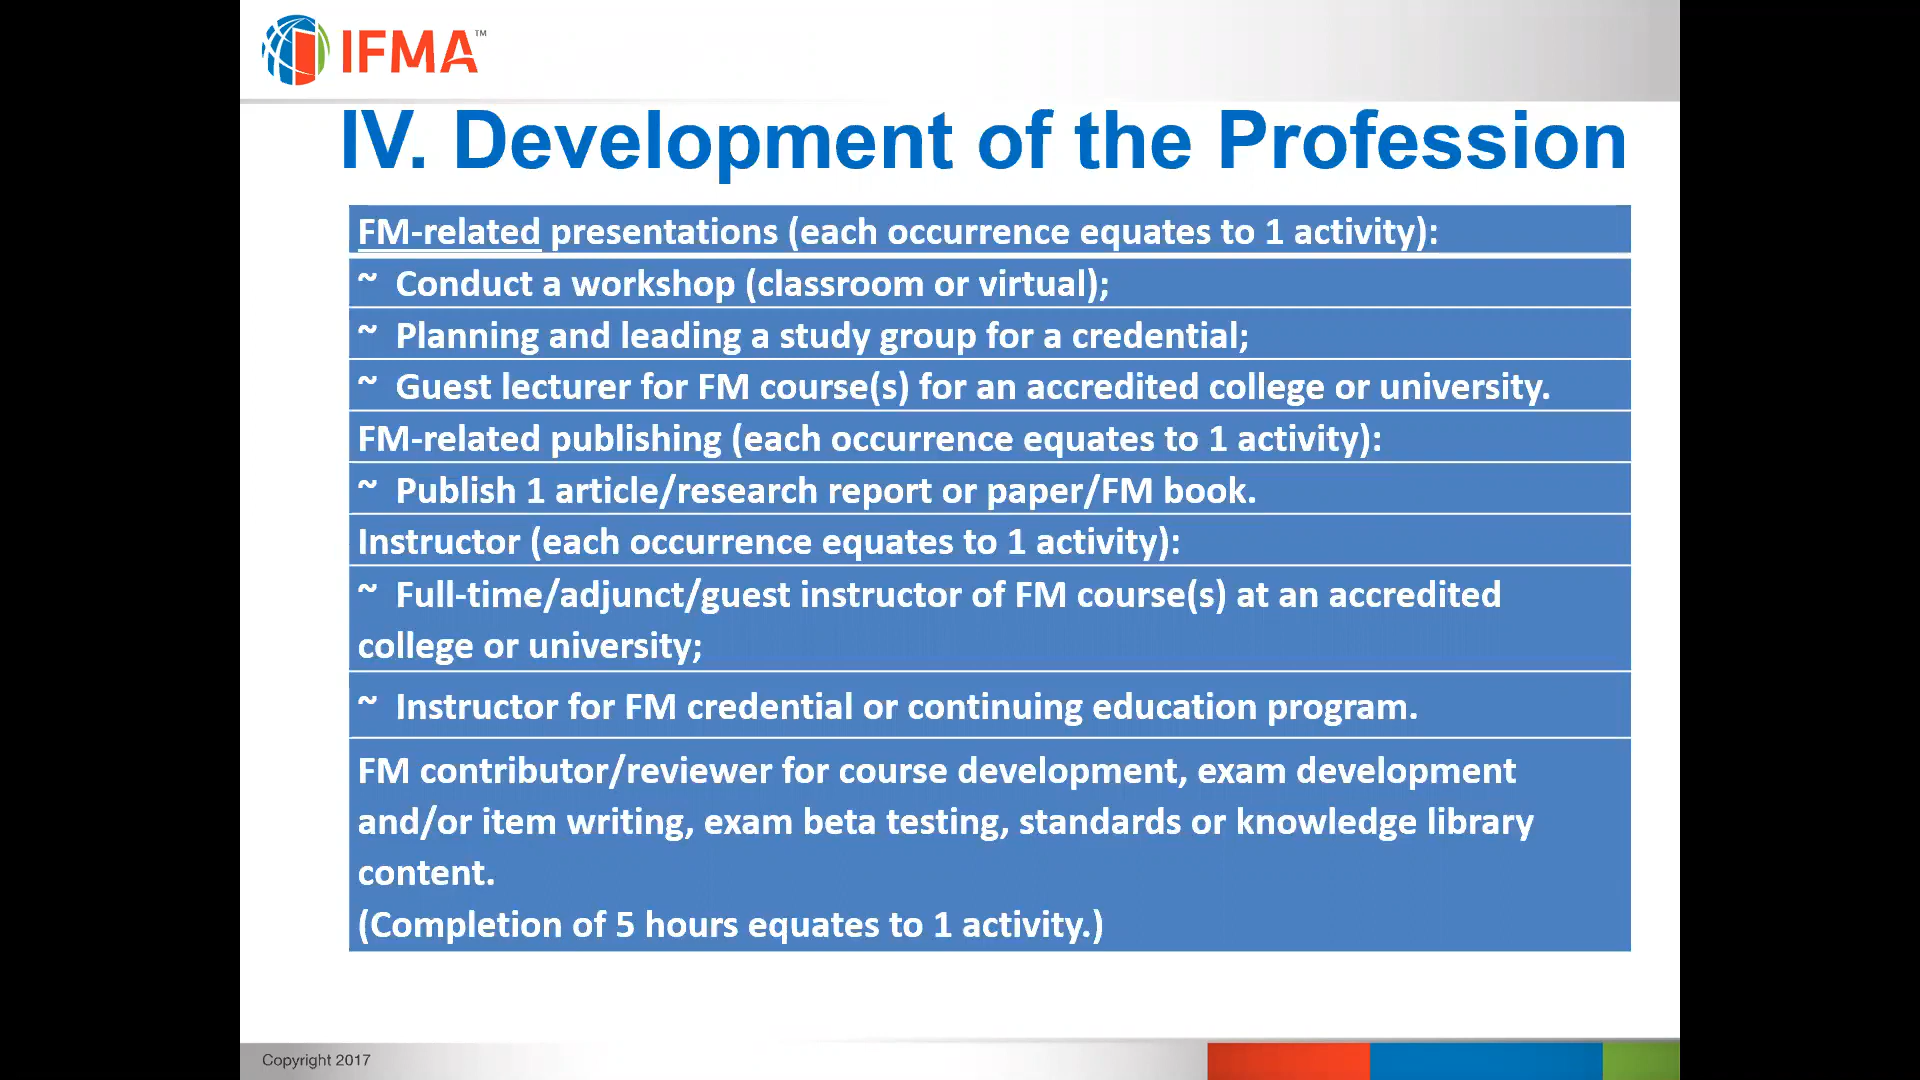 IFMA™
IV. Development of the Profession
FM-related presentations (each occurrence equates to 1 activity):
~ Conduct a workshop (classroom or virtual);
~ Planning and leading a study group for a credential;
~ Guest lecturer for FM course(s) for an accredited college or university.
FM-related publishing (each occurrence equates to 1 activity):
~ Publish 1 article/research report or paper/FM book.
Instructor (each occurrence equates to 1 activity):
~ Full-time/adjunct/guest instructor of FM course(s) at an accredited
college or university;
~ Instructor for FM credential or continuing education program.
FM contributor/reviewer for course development, exam development
and/or item writing, exam beta testing, standards or knowledge library
content.
(Completion of 5 hours equates to 1 activity.)
Copyright 2017